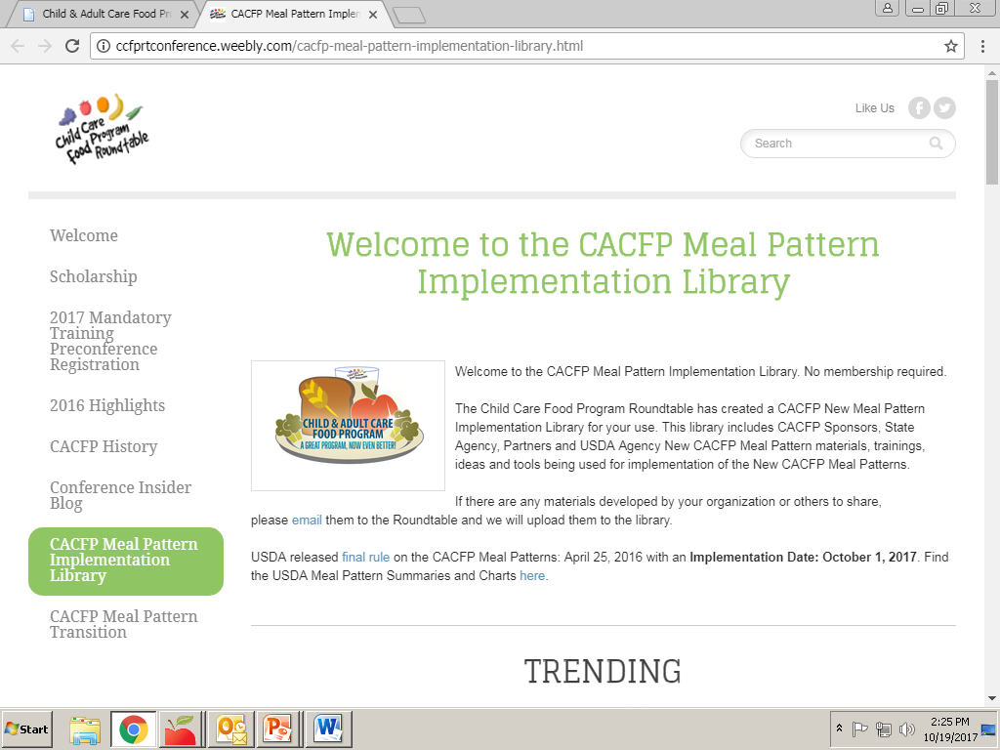 Child & Adult Care Food Pr
CACFP Meal Pattern Implem
ccfprtconference.weebly.com/cacfp-meal-pattern-implementation-library.html
Child Care
Food Program
Roundtable
Like Us
Search
Welcome
Scholarship
2017 Mandatory
Training
Preconference
Registration
2016 Highlights
CACFP History
Conference Insider
Blog
CACFP Meal Pattern
Implementation
Library
CACFP Meal Pattern
Transition
Welcome to the CACFP Meal Pattern
Implementation Library
CHILD & ADULT CARE
FOOD PROGRAM
A GREAT PROGRAM, NOW EVEN BETTER!
Welcome to the CACFP Meal Pattern Implementation Library. No membership required.
The Child Care Food Program Roundtable has created a CACFP New Meal Pattern
Implementation Library for your use. This library includes CACFP Sponsors, State
Agency, Partners and USDA Agency New CACFP Meal Pattern materials, trainings,
ideas and tools being used for implementation of the New CACFP Meal Patterns.
If there are any materials developed by your organization or others to share,
please email them to the Roundtable and we will upload them to the library.
USDA released final rule on the CACFP Meal Patterns: April 25, 2016 with an Implementation Date: October 1, 2017. Find
the USDA Meal Pattern Summaries and Charts here.
TRENDING
Start
2:25 PM
10/19/2017